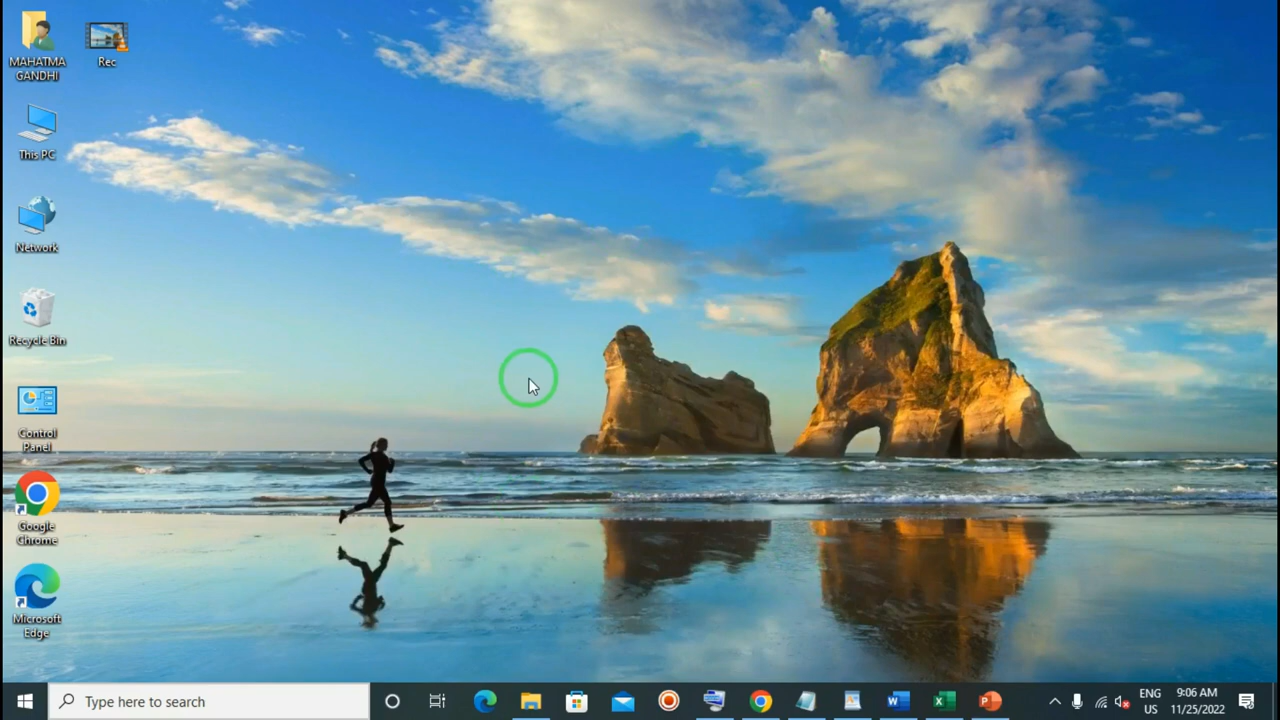 MAHATMA
GANDHI
Rec
This PC
Network
Recycle Bin
Control
Panel
Google
Chrome
Microsoft
Edge
Type here to search
ENG
US
9:06 AM
11/25/2022